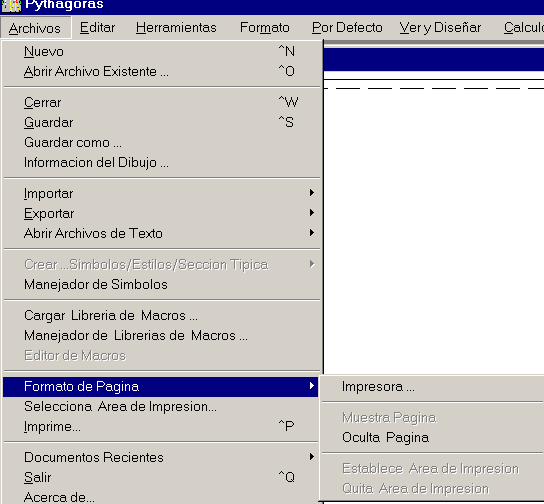 Pythagoras
Archivos Editar Herramientas Formato Por Defecto Ver y Diseñar Calculo
Nuevo ^N
Abrir Archivo Existente ... ^O
Cerrar ^W
Guardar ^S
Guardar como ...
Informacion del Dibujo ...
Importar
Exportar
Abrir Archivos de Texto
Crear ...Simbolos/Estilos/Seccion Tipica
Manejador de Simbolos
Cargar Libreria de Macros ...
Manejador de Librerias de Macros ...
Editor de Macros
Formato de Pagina
Impresora ...
Selecciona Area de Impresion...
Muestra Pagina
Imprime... ^P
Oculta Pagina
Documentos Recientes
Establece Area de Impresion
Salir ^Q
Quita Area de Impresion
Acerca de...